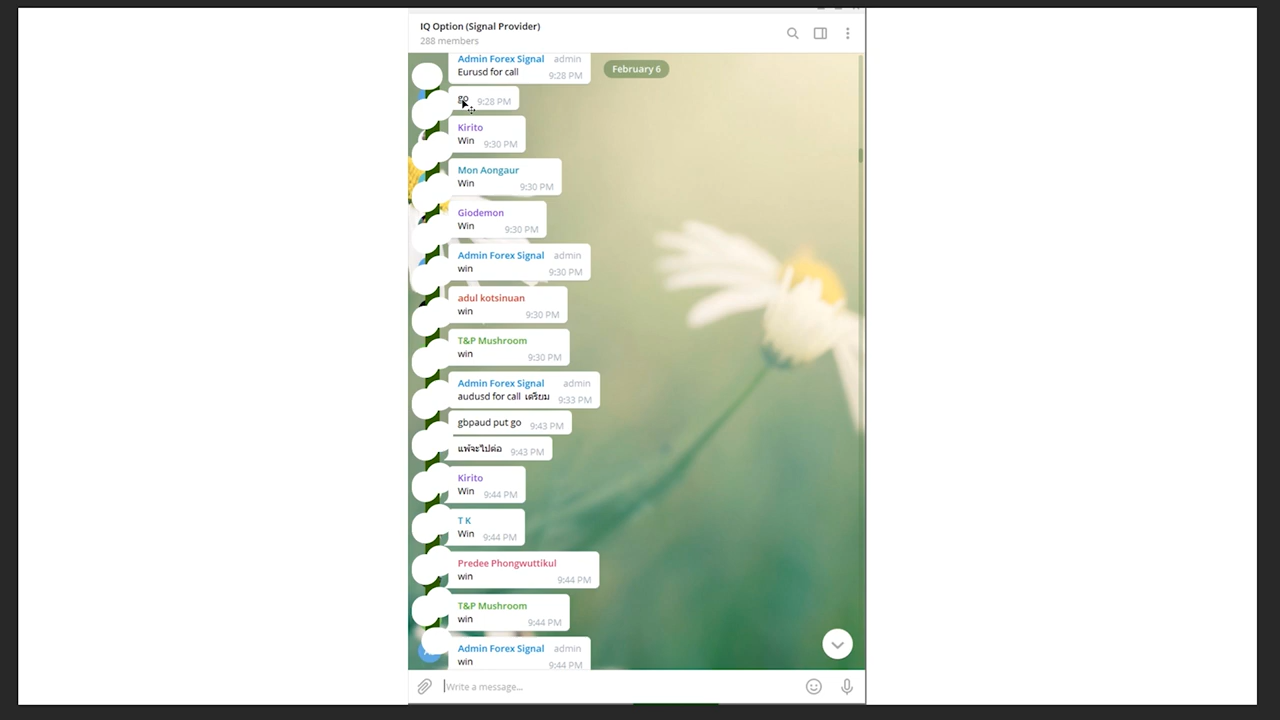 IQ Option (Signal Provider)
288 members
February 6
Admin Forex Signal admin
Eurusd for call 9:28 PM
go 9:28 PM
Kirito
Win 9:30 PM
Mon Aongaur
Win 9:30 PM
Giodemon
Win 9:30 PM
Admin Forex Signal admin
win 9:30 PM
adul kotsinuan
win 9:30 PM
T&P Mushroom
win 9:30 PM
Admin Forex Signal admin
audusd for call เตรียม 9:33 PM
gbpaud put go 9:43 PM
แพ้จะไปต่อ 9:43 PM
Kirito
Win 9:44 PM
T K
Win 9:44 PM
Predee Phongwuttikul
win 9:44 PM
T&P Mushroom
win 9:44 PM
Admin Forex Signal admin
win 9:44 PM
Write a message...